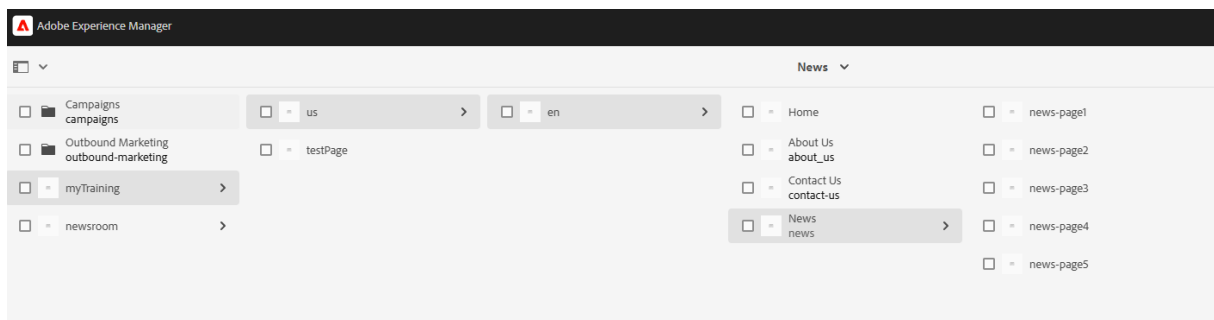 Adobe Experience Manager
News
Campaigns
campaigns
Outbound Marketing
outbound-marketing
myTraining
newsroom
us
testPage
en
Home
About Us
about_us
Contact Us
contact-us
News
news
news-page1
news-page2
news-page3
news-page4
news-page5